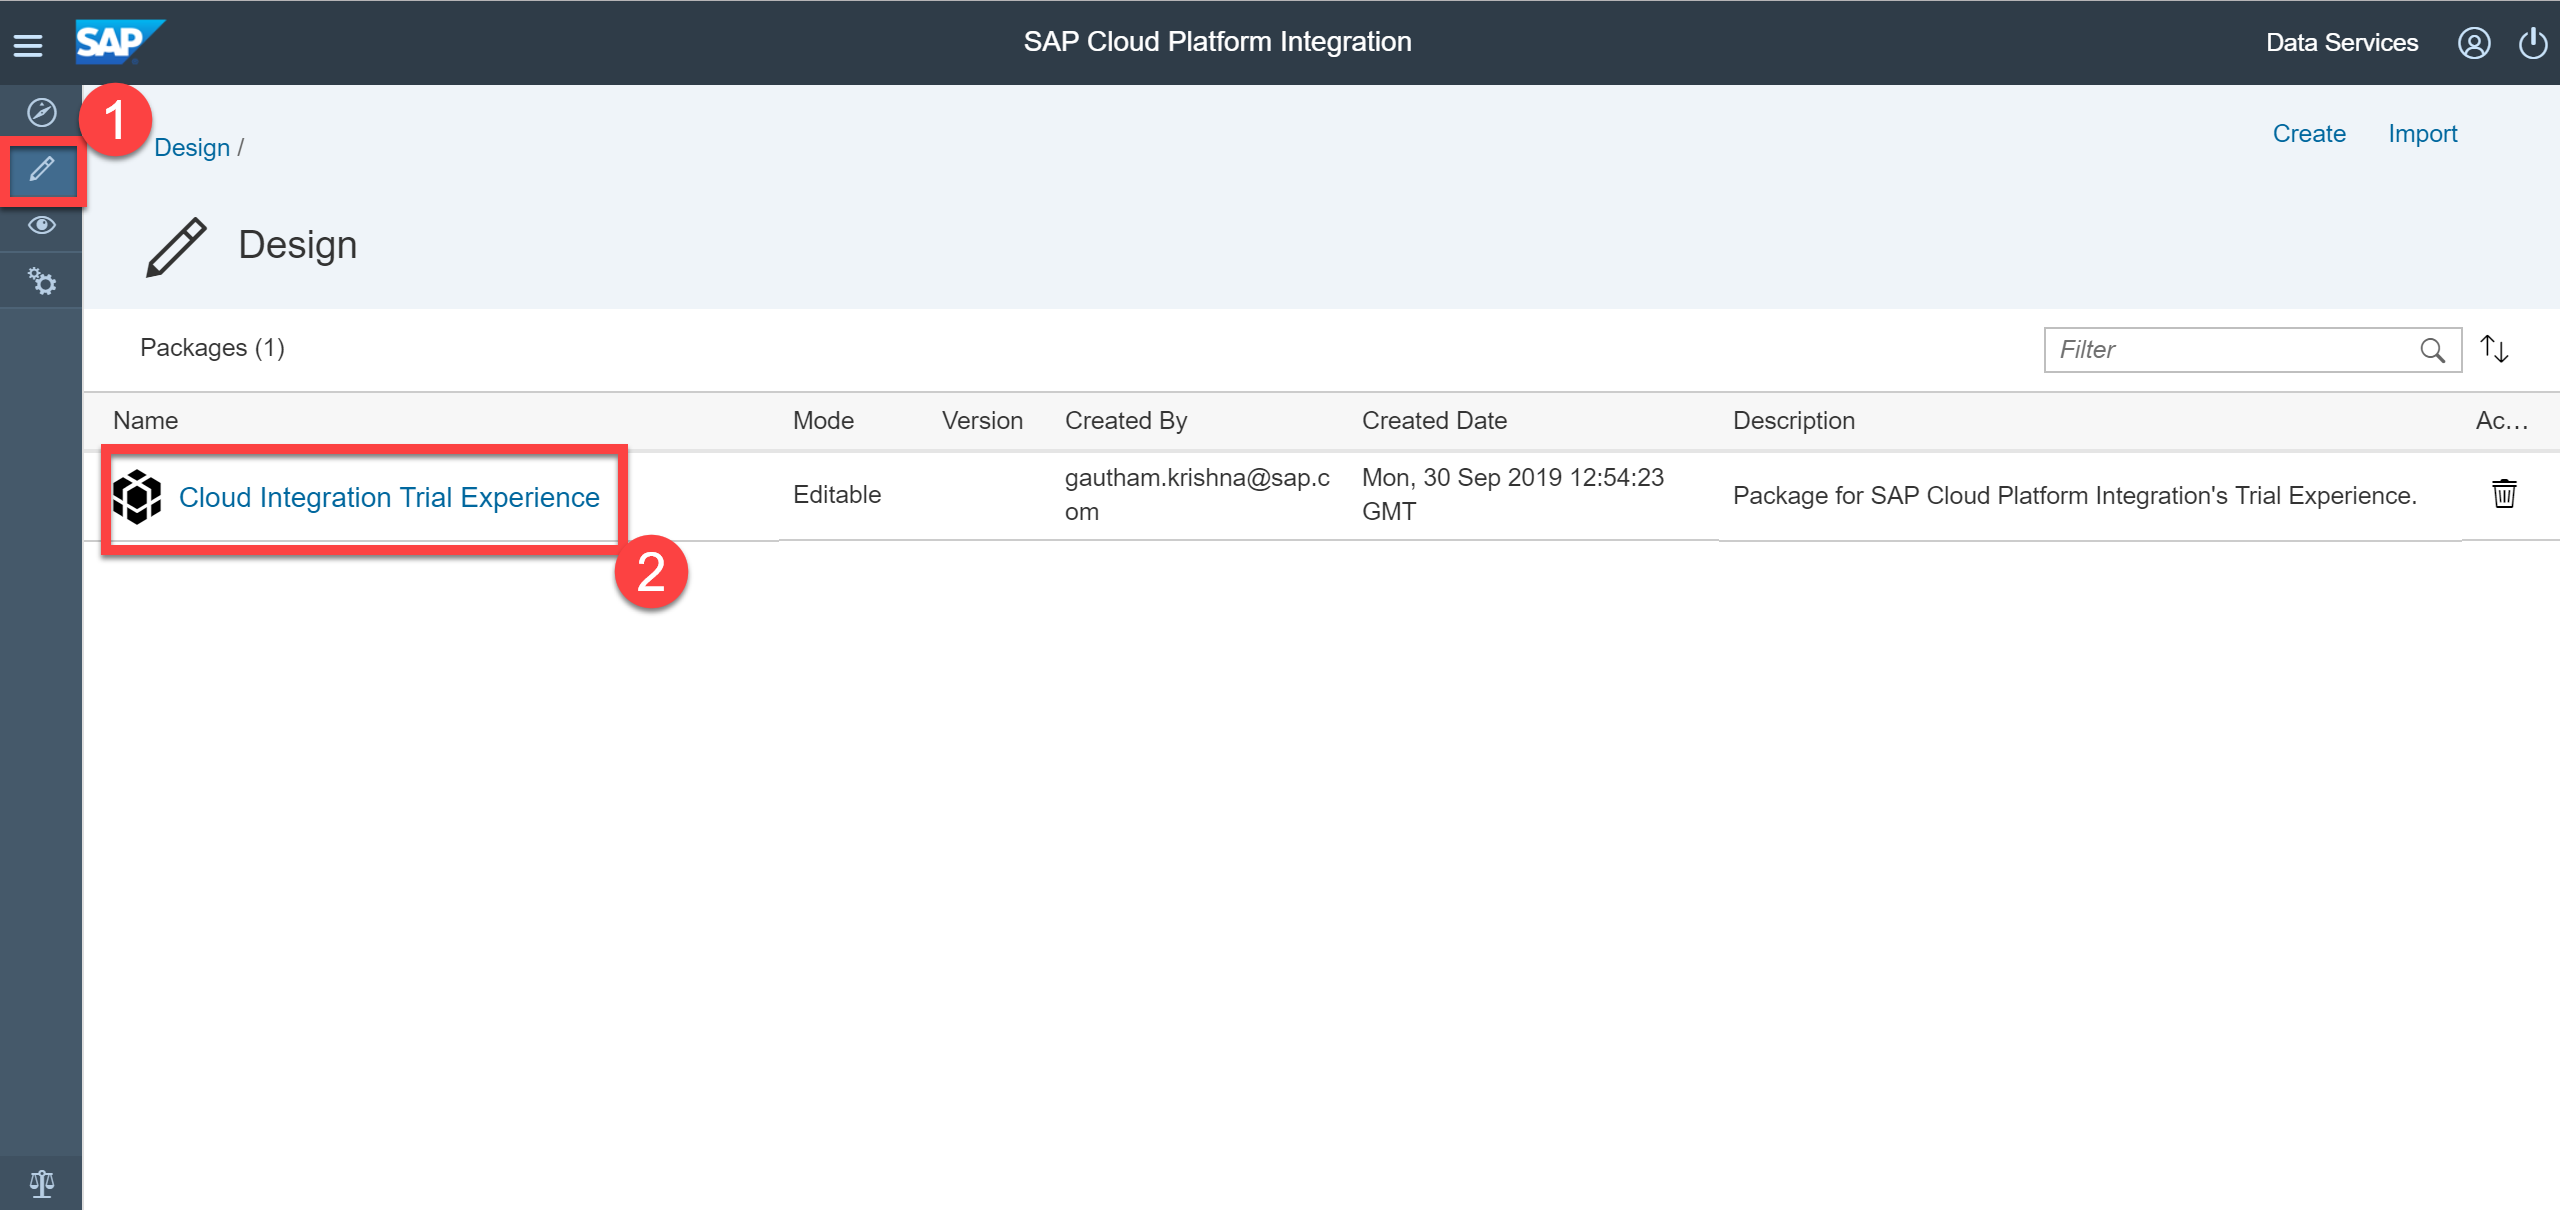 SAP
SAP Cloud Platform Integration
Data Services
1
Design /
Create
Import
Design
Packages (1)
Filter
Name
Mode
Version
Created By
Created Date
Description
Ac...
Cloud Integration Trial Experience
Editable
gautham.krishna@sap.c
om
Mon, 30 Sep 2019 12:54:23
GMT
Package for SAP Cloud Platform Integration's Trial Experience.
2